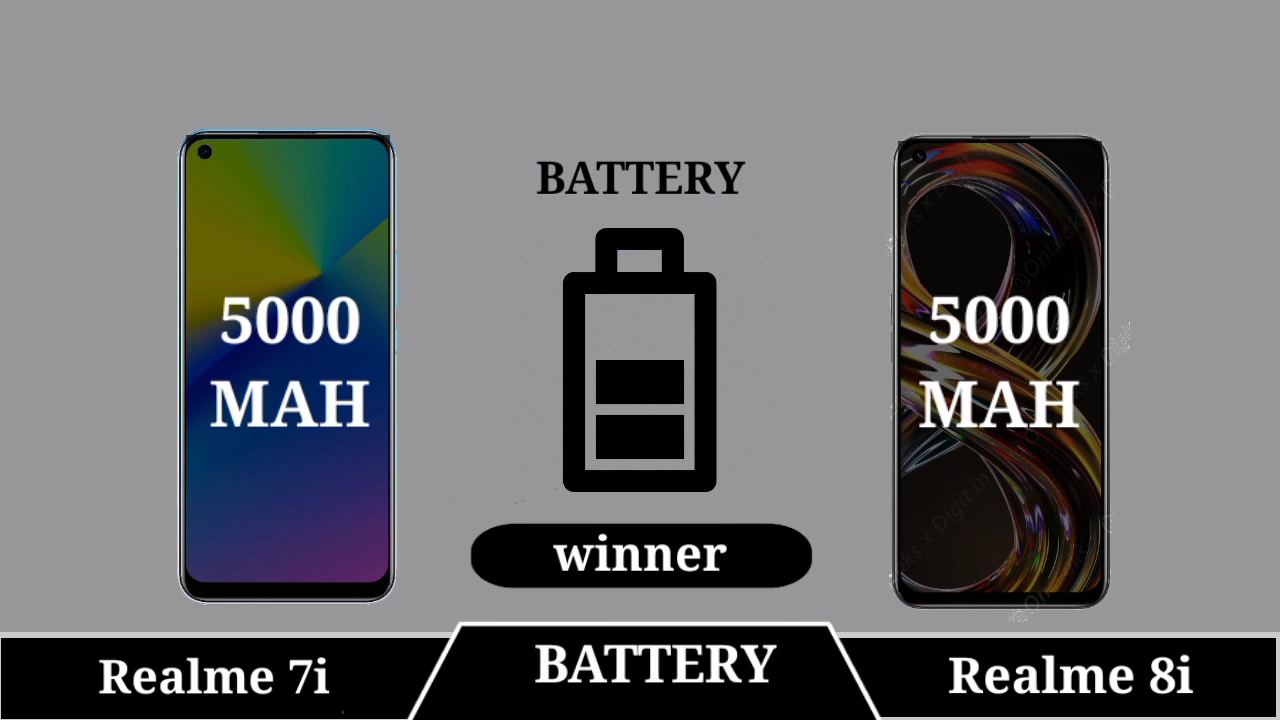 BATTERY
5000
MAH
5000
MAH
winner
Realme 7i
BATTERY
Realme 8i